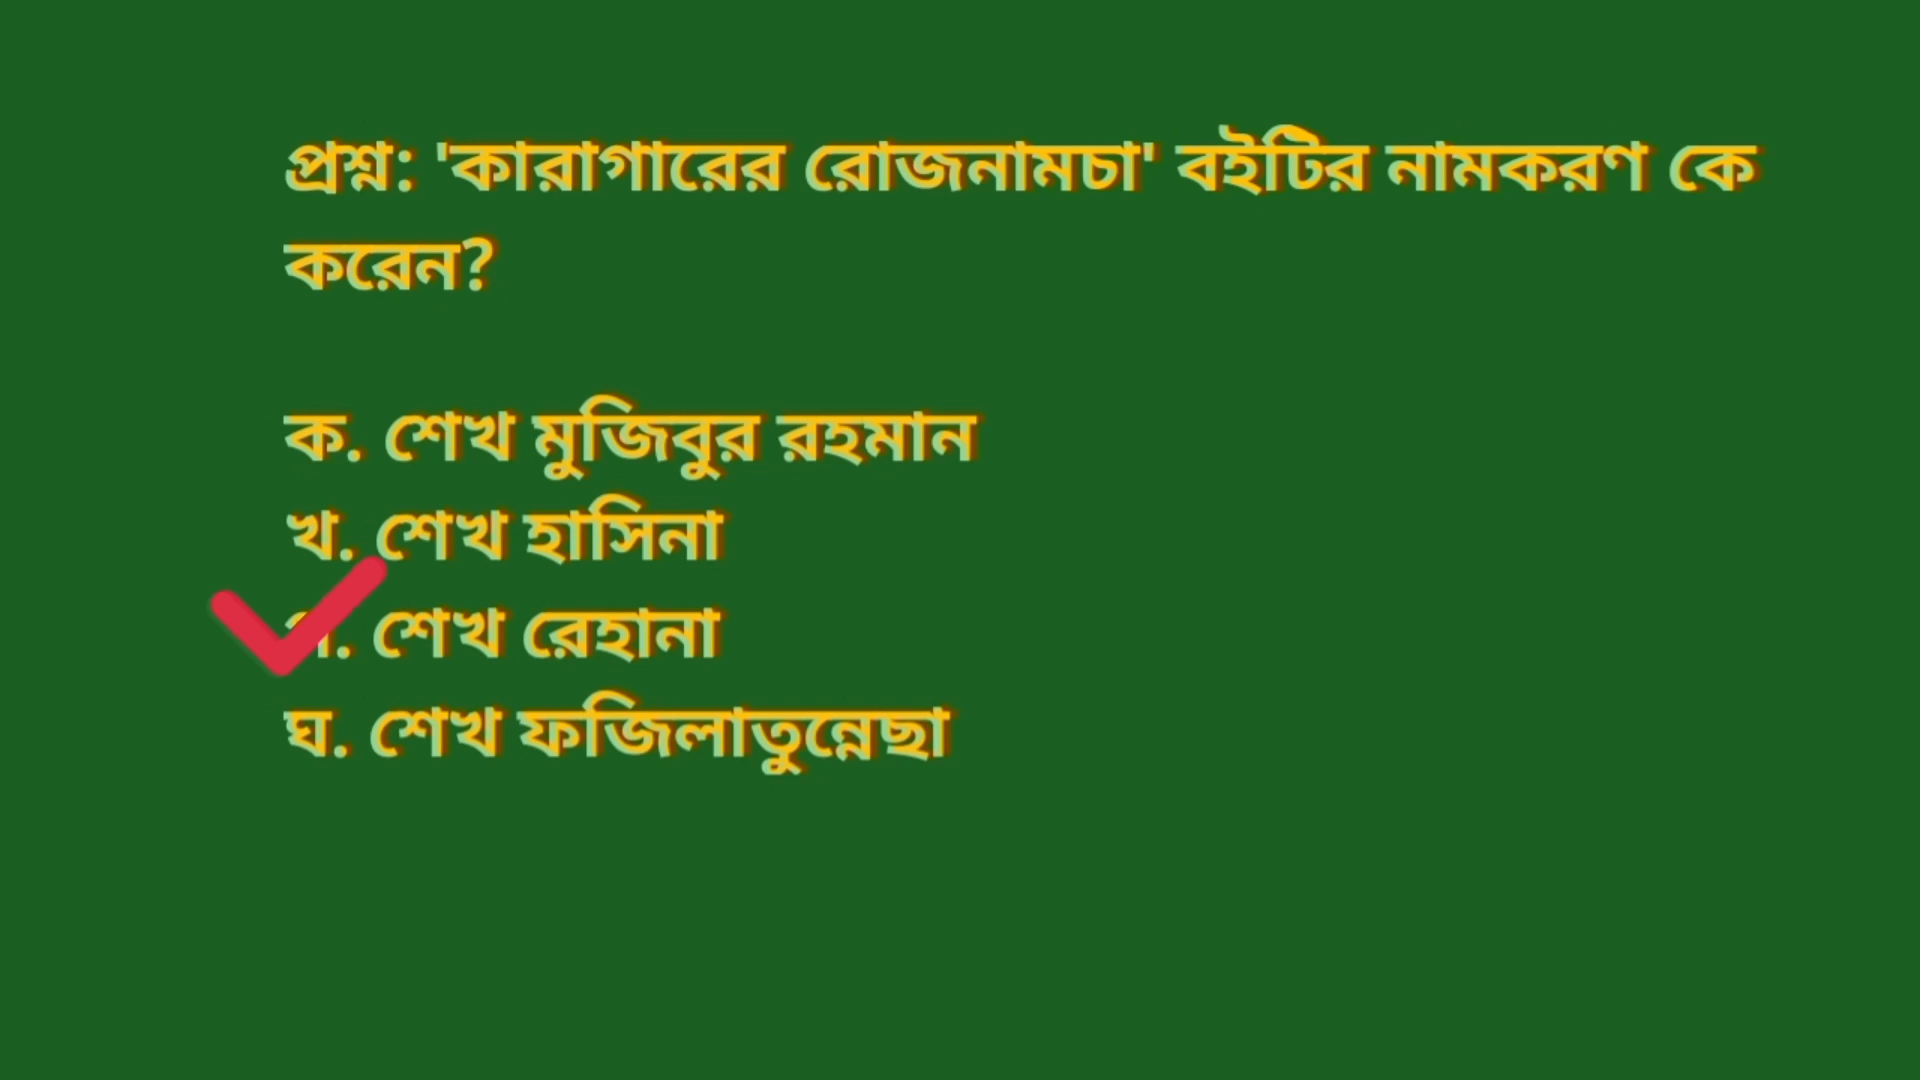 প্রশ্ন: 'কারাগারের রোজনামচা' বইটির নামকরণ কে
করেন?
ক. শেখ মুজিবুর রহমান
খ. শেখ হাসিনা
গ. শেখ রেহানা
ঘ. শেখ ফজিলাতুন্নেছা